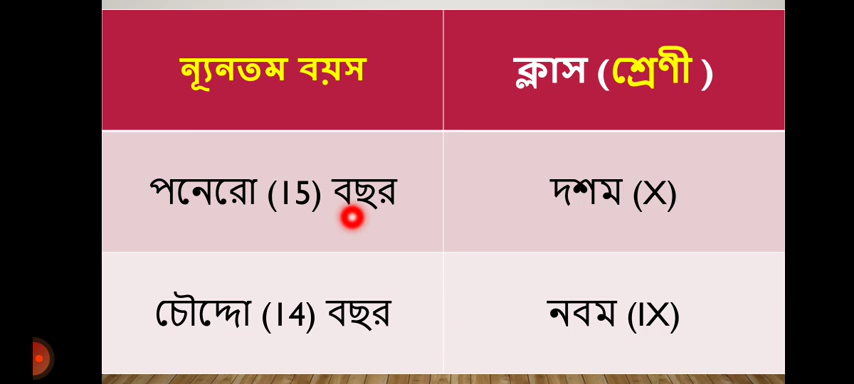 ন্যূনতম বয়স
ক্লাস (শ্রেণী )
পনেরো (15) বছর
দশম (X)
চৌদ্দো (14) বছর
নবম (IX)